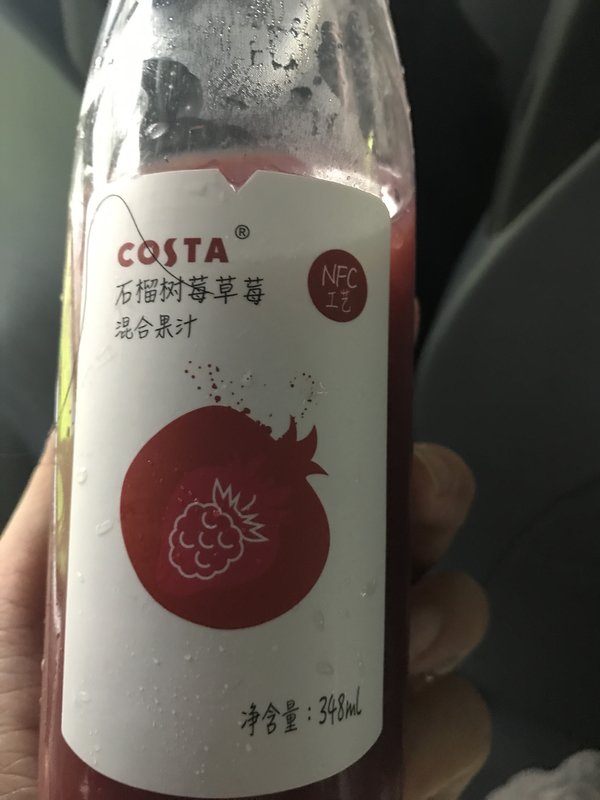 COSTA®
石榴树莓草莓
混合果汁
NFC
工艺
净含量：348ml